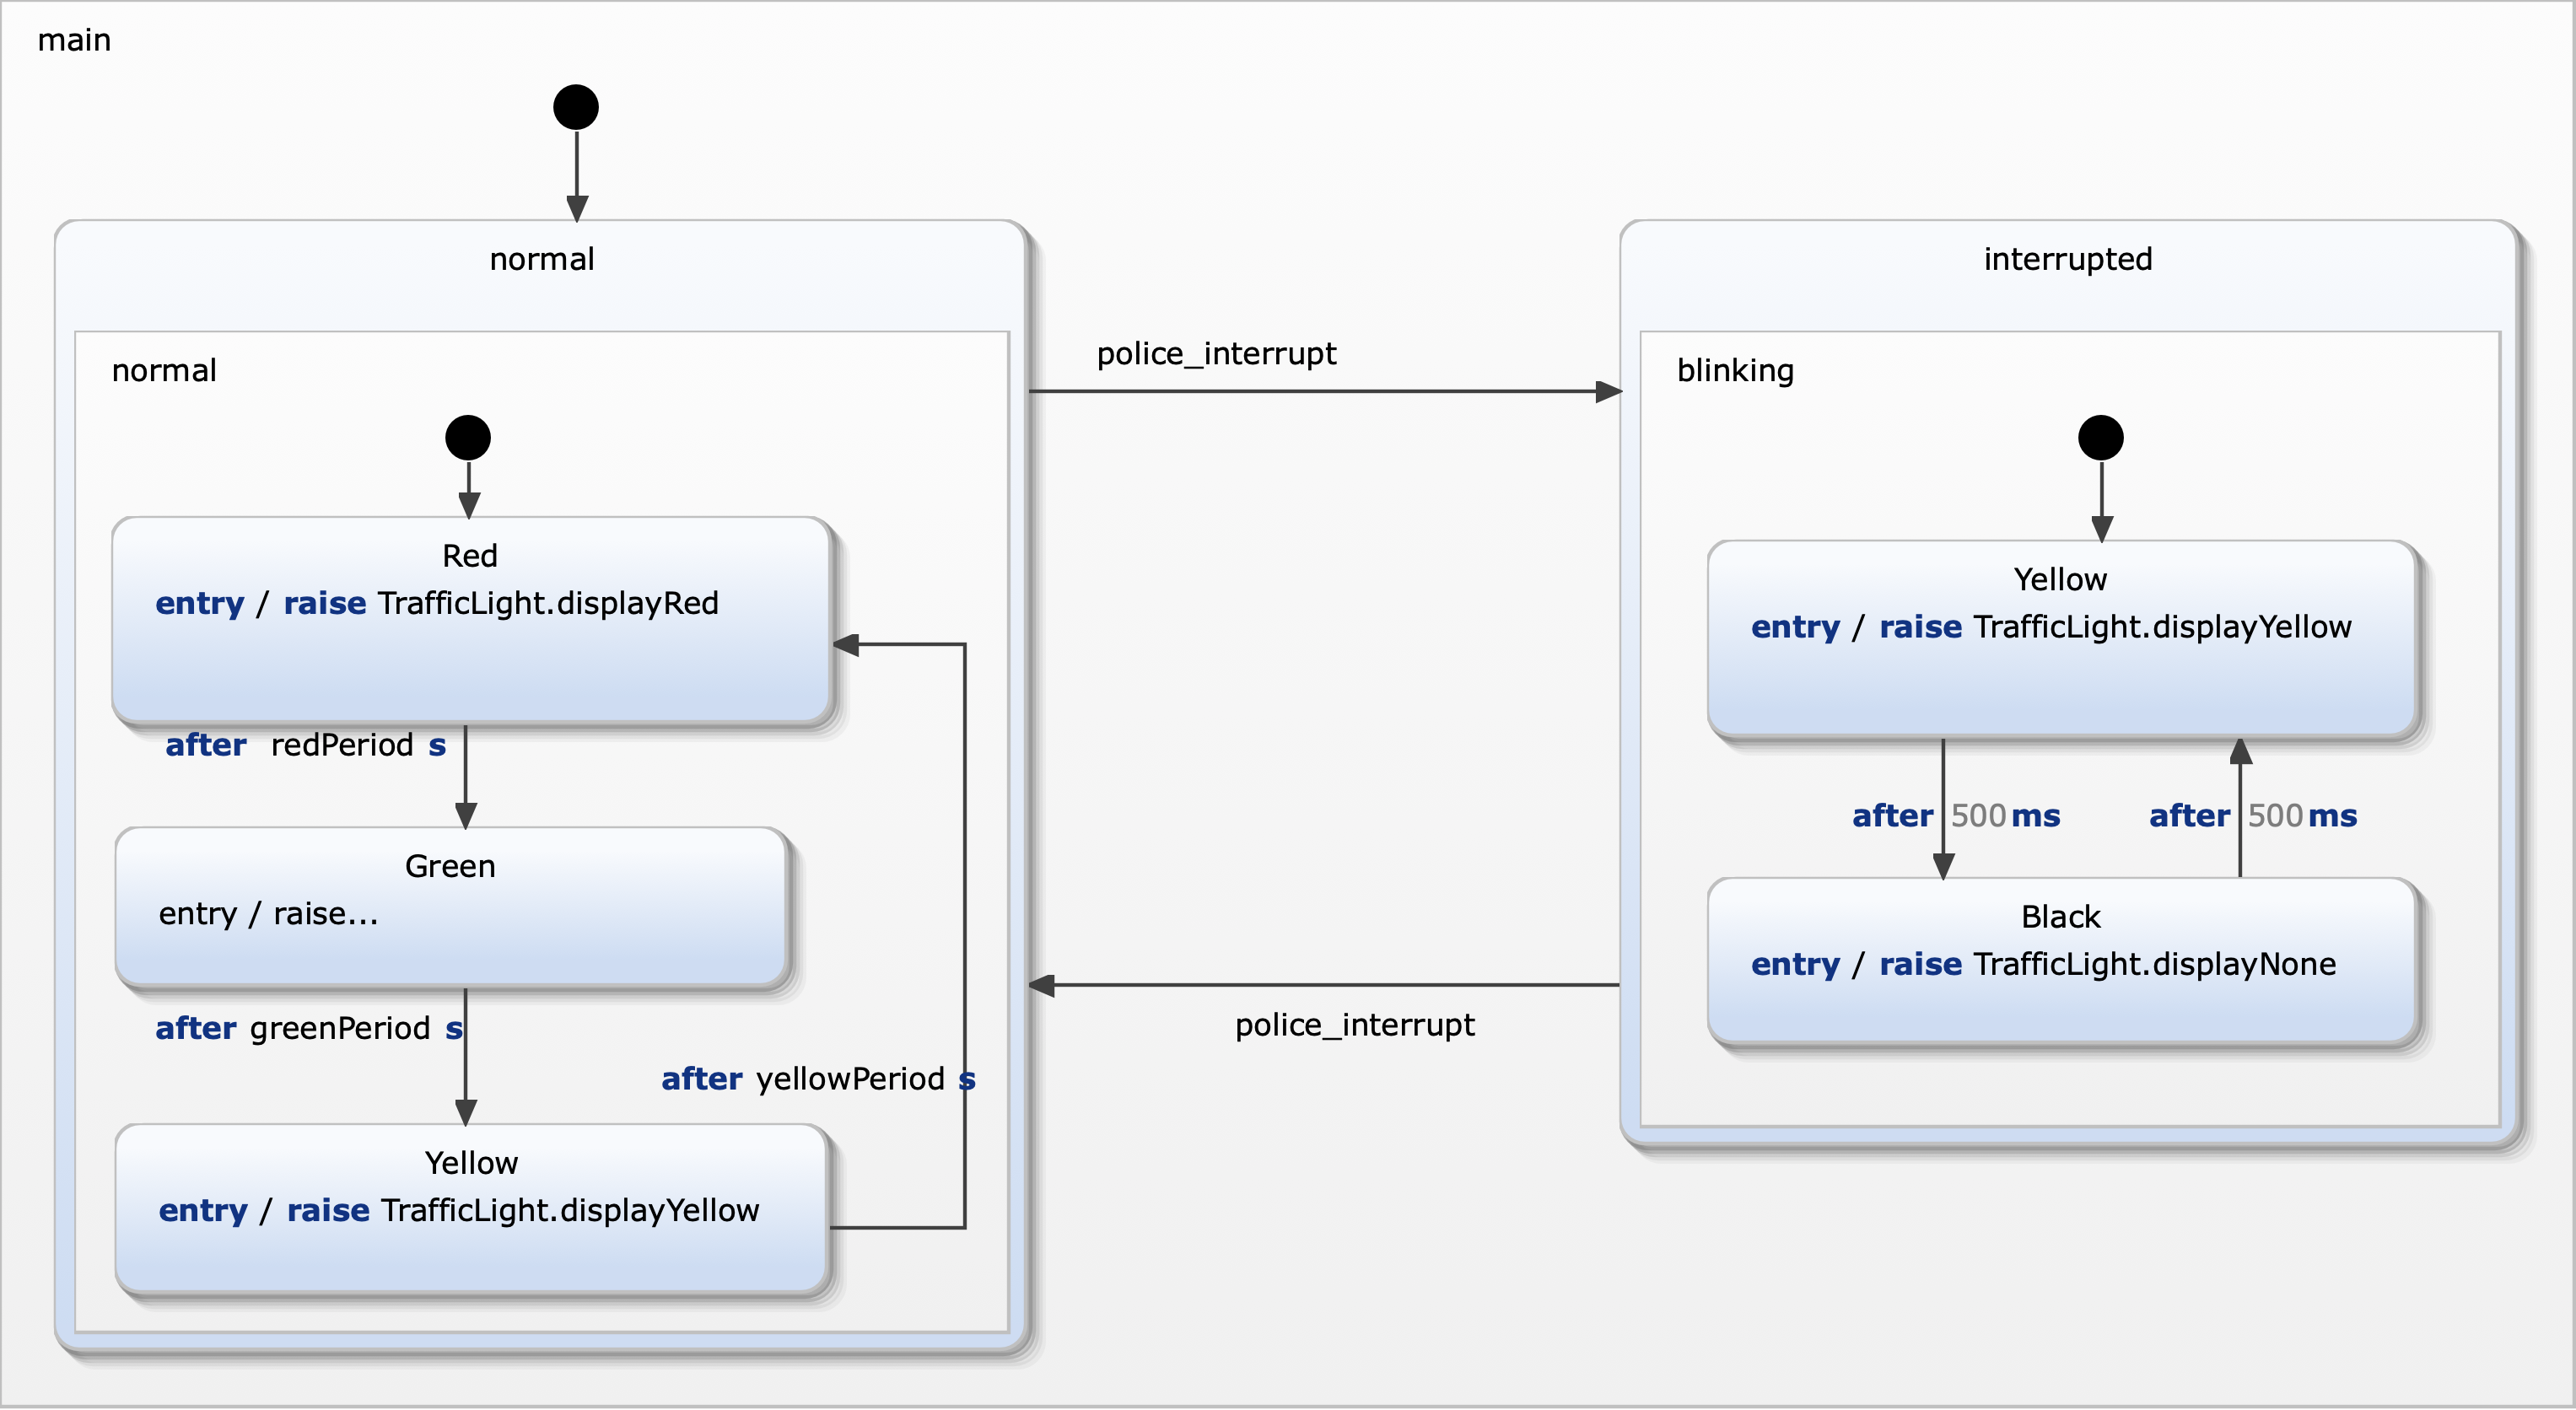 main
normal
normal
Red
entry / raise TrafficLight.displayRed
after redPeriod s
Green
entry / raise...
after greenPeriod s
after yellowPeriod s
Yellow
entry / raise TrafficLight.displayYellow
police_interrupt
police_interrupt
interrupted
blinking
Yellow
entry / raise TrafficLight.displayYellow
after 500 ms
after 500 ms
Black
entry / raise TrafficLight.displayNone